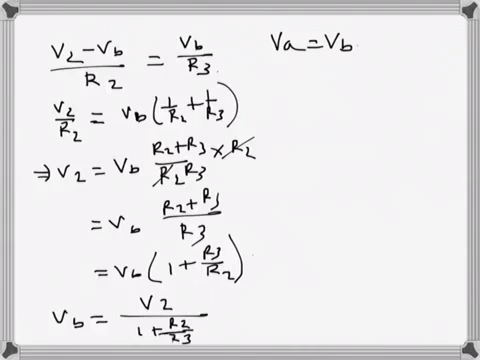 (V2 - Vb)/R2 = Vb/R3
Va = Vb
V2/R2 = Vb(1/R2 + 1/R3)
⇒ V2 = Vb (R2 + R3)/(R2R3) × R2
= Vb (R2 + R3)/R3
= Vb(1 + R3/R2)
Vb = V2/(1 + R2/R3)